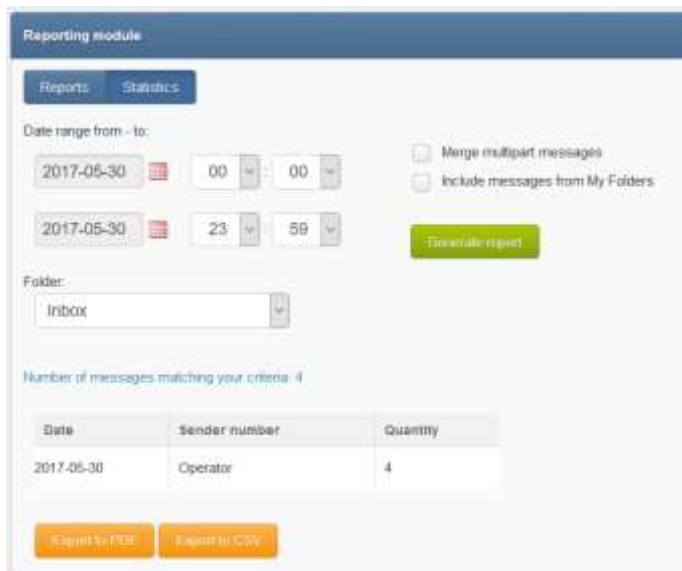 Reporting module
Reports Statistics
Date range from - to:
2017-05-30 00 : 00
Merge multipart messages
Include messages from My Folders
2017-05-30 23 : 59
Generate report
Folder:
Inbox
Number of messages matching your criteria: 4
Date Sender number Quantity
2017-05-30 Operator 4
Export to PDF Export to CSV